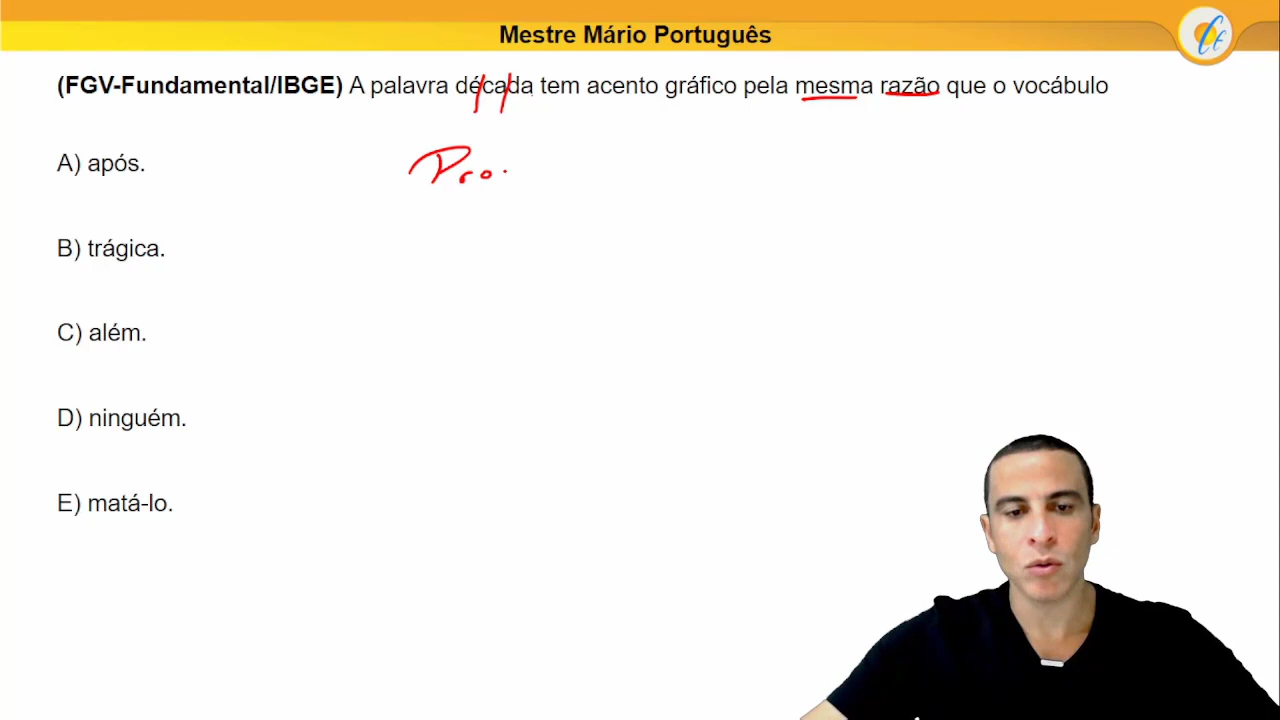 Mestre Mário Português
(FGV-Fundamental/IBGE) A palavra década tem acento gráfico pela mesma razão que o vocábulo
A) após.
Pro.
B) trágica.
C) além.
D) ninguém.
E) matá-lo.